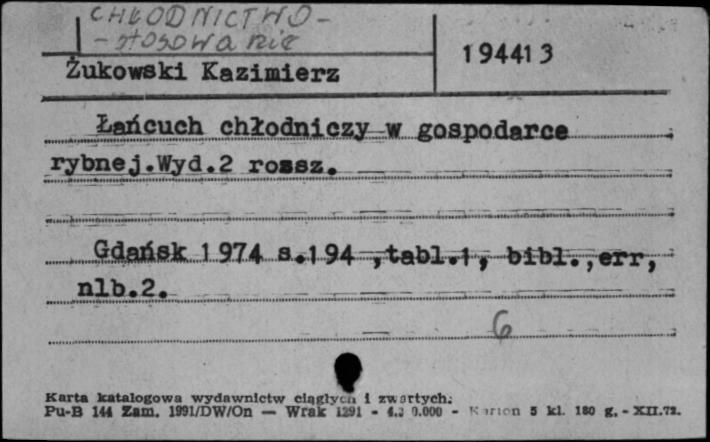 CHŁODNICTWO -
- stosowanie
Żukowski Kazimierz
194413
Łańcuch chłodniczy w gospodarce
rybnej.Wyd.2 rossz.
Gdańsk 1974 s.194 ,tabl.1, bibl.,err,
nlb.2.
6
Karta katalogowa wydawnictw ciągłych i zwartych.
Pu-B 144 Zam. 1991/DW/On — Wrak 1291 - 0.000 - Karton 5 kl. 180 g. - XII.72.